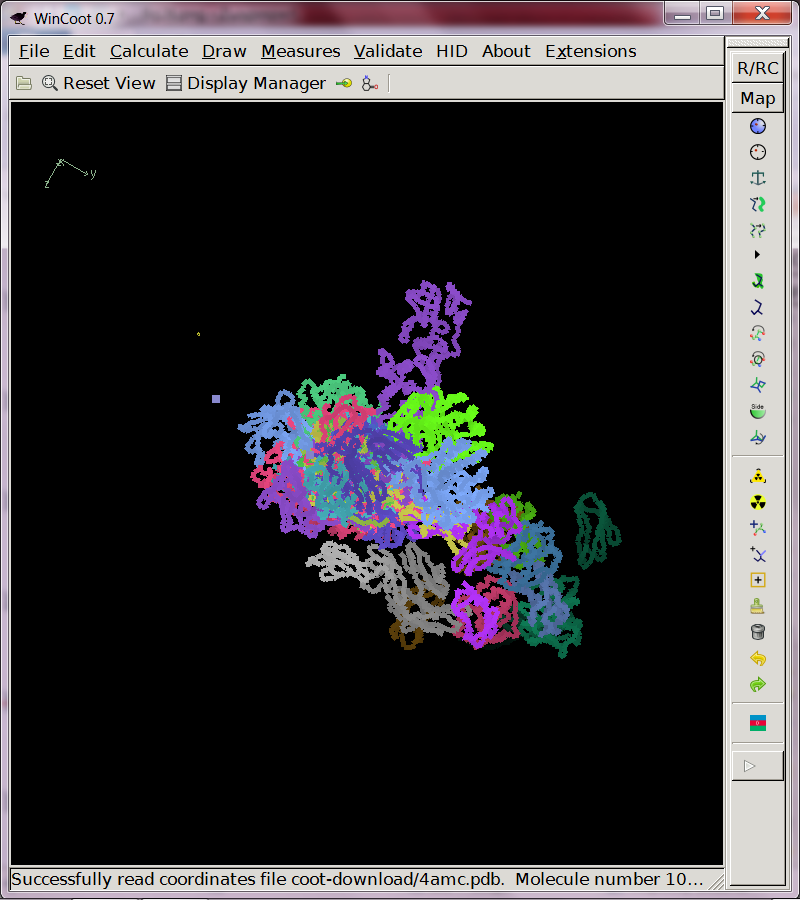 WinCoot 0.7
File Edit Calculate Draw Measures Validate HID About Extensions
R/RC
Reset View Display Manager
Map
x
y
z
Side
Successfully read coordinates file coot-download/4amc.pdb. Molecule number 10...